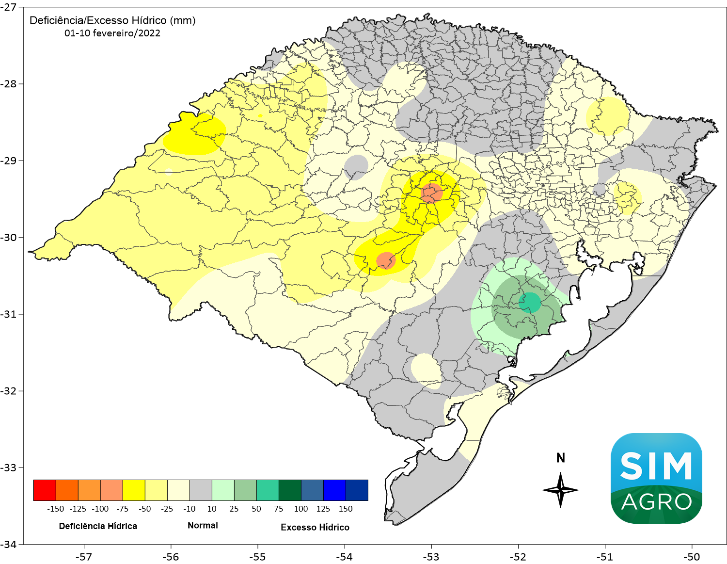 Deficiência/Excesso Hídrico (mm)
01-10 fevereiro/2022
-27
-28
-29
-30
-31
-32
-33
-34
-57
-56
-55
-54
-53
-52
-51
-50
-150 -125 -100 -75 -50 -25 -10 10 25 50 75 100 125 150
Deficiência Hídrica Normal Excesso Hídrico
N
SIM
AGRO